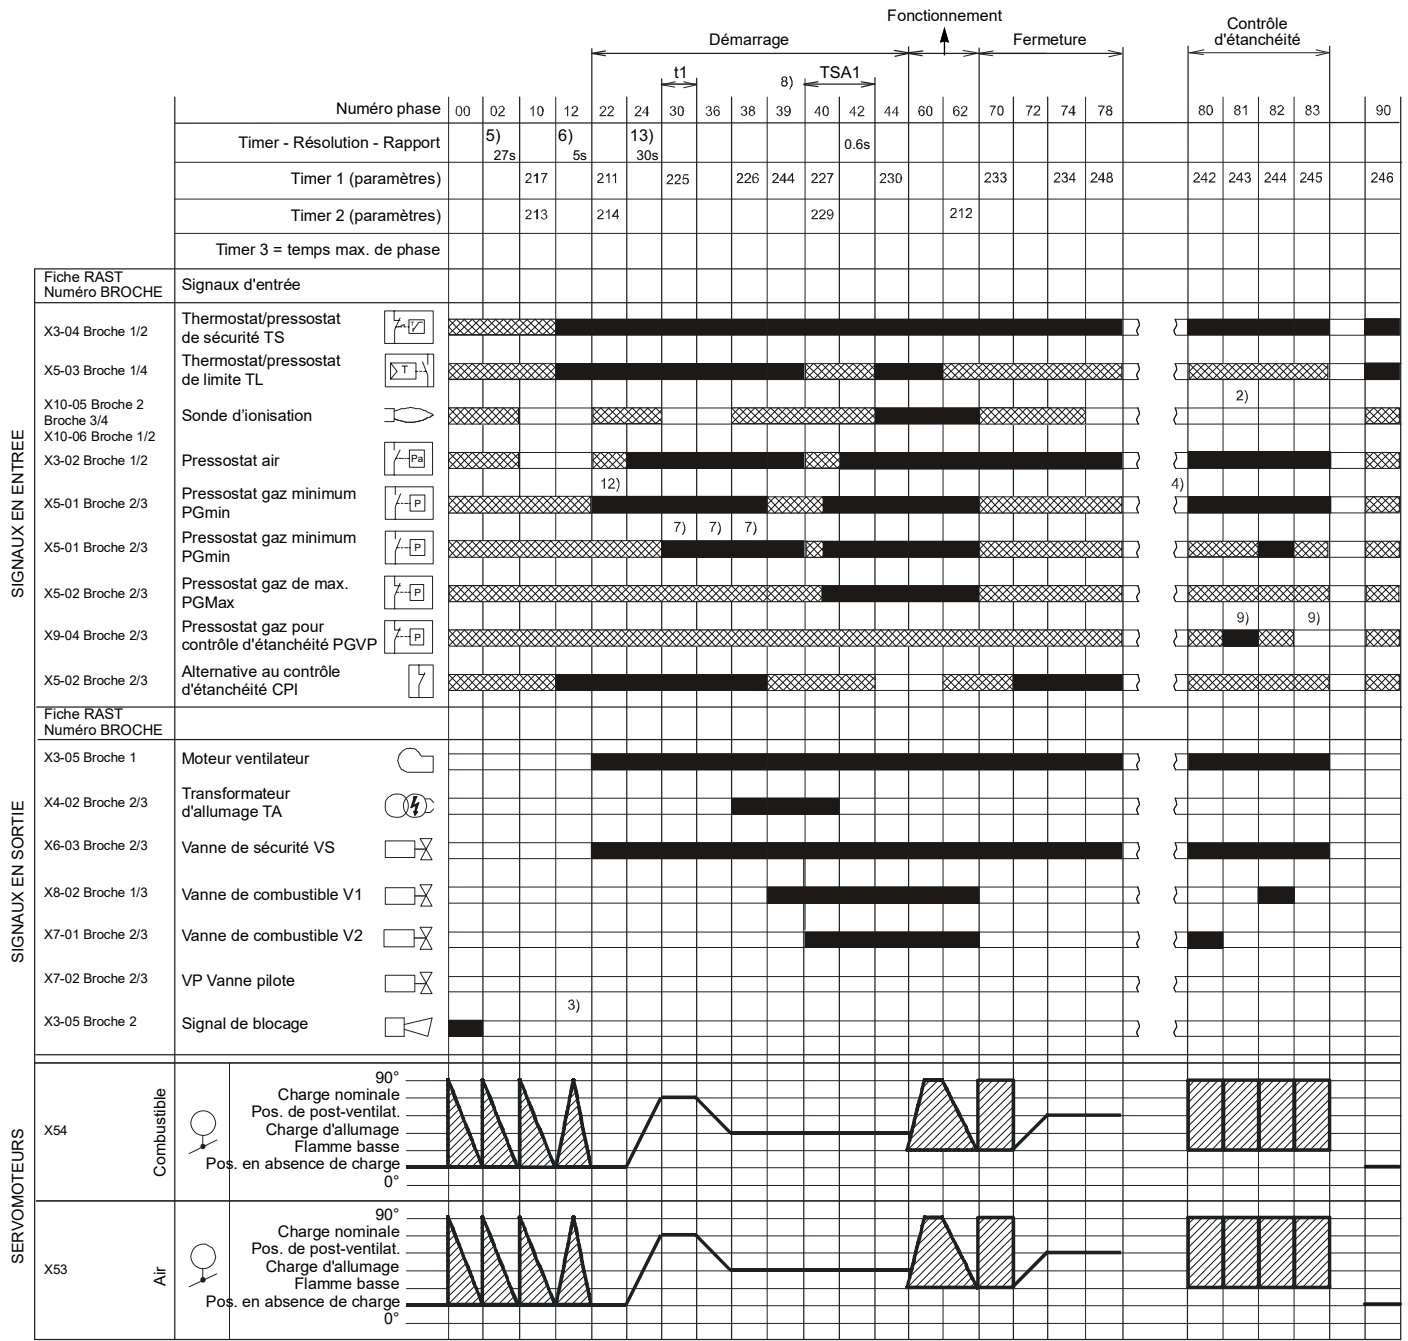 Fonctionnement
Démarrage
Fermeture
Contrôle
d'étanchéité
t1
8)
TSA1
Numéro phase 00 02 10 12 22 24 30 36 38 39 40 42 44 60 62 70 72 74 78 80 81 82 83 90
Timer - Résolution - Rapport 5) 27s 6) 5s 13) 30s 0.6s
Timer 1 (paramètres) 217 211 225 226 244 227 230 233 234 248 242 243 244 245 246
Timer 2 (paramètres) 213 214 229 212
Timer 3 = temps max. de phase
Fiche RAST
Numéro BROCHE
Signaux d'entrée
SIGNAUX EN ENTREE
X3-04 Broche 1/2
Thermostat/pressostat
de sécurité TS
X5-03 Broche 1/4
Thermostat/pressostat
de limite TL
T
2)
X10-05 Broche 2
Broche 3/4
X10-06 Broche 1/2
Sonde d'ionisation
X3-02 Broche 1/2
Pressostat air
Pa
12)
4)
X5-01 Broche 2/3
Pressostat gaz minimum
PGmin
P
7) 7) 7)
X5-01 Broche 2/3
Pressostat gaz minimum
PGmin
P
X5-02 Broche 2/3
Pressostat gaz de max.
PGMax
P
9) 9)
X9-04 Broche 2/3
Pressostat gaz pour
contrôle d'étanchéité PGVP
P
X5-02 Broche 2/3
Alternative au contrôle
d'étanchéité CPI
Fiche RAST
Numéro BROCHE
SIGNAUX EN SORTIE
X3-05 Broche 1
Moteur ventilateur
X4-02 Broche 2/3
Transformateur
d'allumage TA
X6-03 Broche 2/3
Vanne de sécurité VS
X8-02 Broche 1/3
Vanne de combustible V1
X7-01 Broche 2/3
Vanne de combustible V2
X7-02 Broche 2/3
VP Vanne pilote
3)
X3-05 Broche 2
Signal de blocage
SERVOMOTEURS
X54
Combustible
90°
Charge nominale
Pos. de post-ventilat.
Charge d'allumage
Flamme basse
Pos. en absence de charge
0°
X53
Air
90°
Charge nominale
Pos. de post-ventilat.
Charge d'allumage
Flamme basse
Pos. en absence de charge
0°